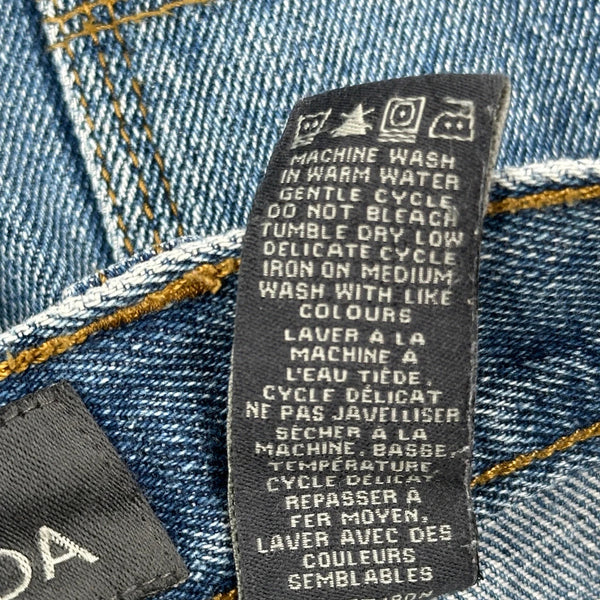 MACHINE WASH
IN WARM WATER
GENTLE CYCLE
DO NOT BLEACH
TUMBLE DRY, LOW
DELICATE CYCLE
IRON ON MEDIUM
WASH WITH LIKE
COLOURS
LAVER À LA
MACHINE À
L'EAU TIÈDE,
CYCLE DÉLICAT
NE PAS JAVELLISER
SÉCHER À LA
MACHINE, BASSE
TEMPÉRATURE,
CYCLE DÉLICAT
REPASSER À
FER MOYEN,
LAVER AVEC DES
COULEURS
SEMBLABLES
DA